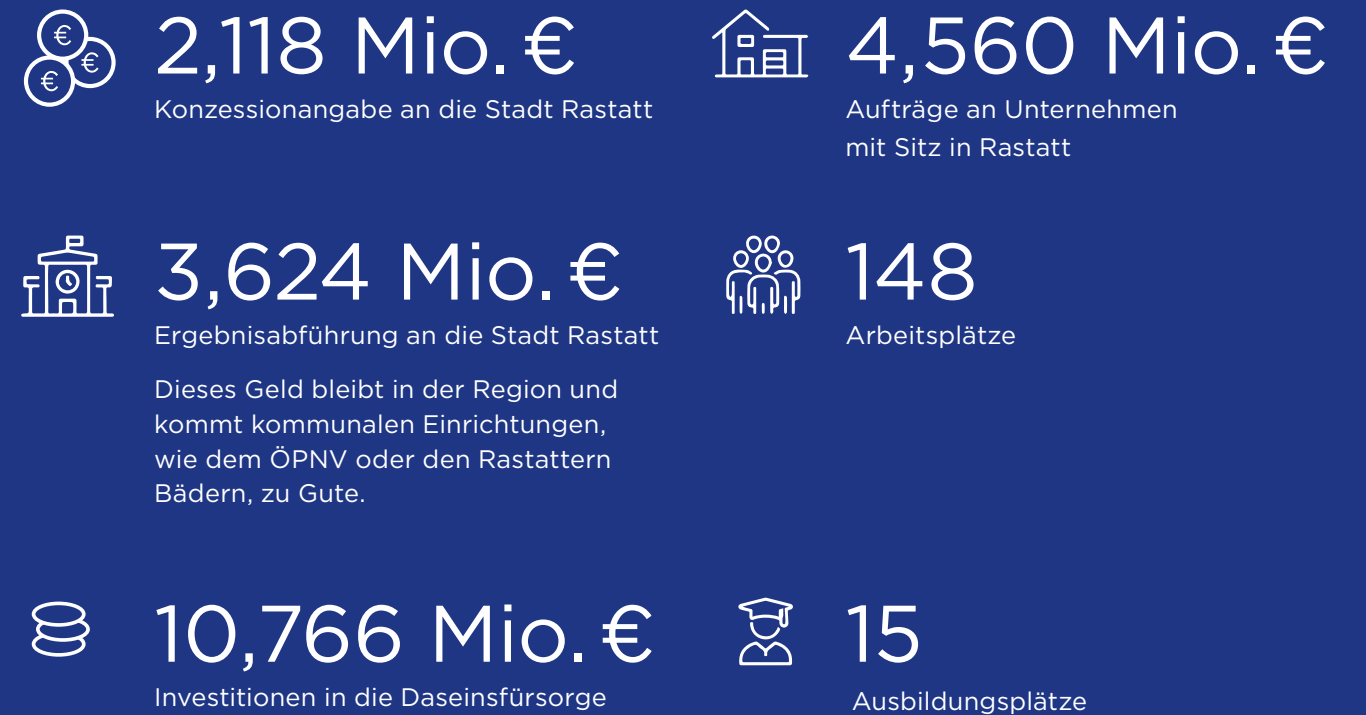 2,118 Mio. €
Konzessionangabe an die Stadt Rastatt
4,560 Mio. €
Aufträge an Unternehmen
mit Sitz in Rastatt
3,624 Mio. €
Ergebnisabführung an die Stadt Rastatt
Dieses Geld bleibt in der Region und
kommt kommunalen Einrichtungen,
wie dem ÖPNV oder den Rastattern
Bädern, zu Gute.
148
Arbeitsplätze
10,766 Mio. €
Investitionen in die Daseinsfürsorge
15
Ausbildungsplätze